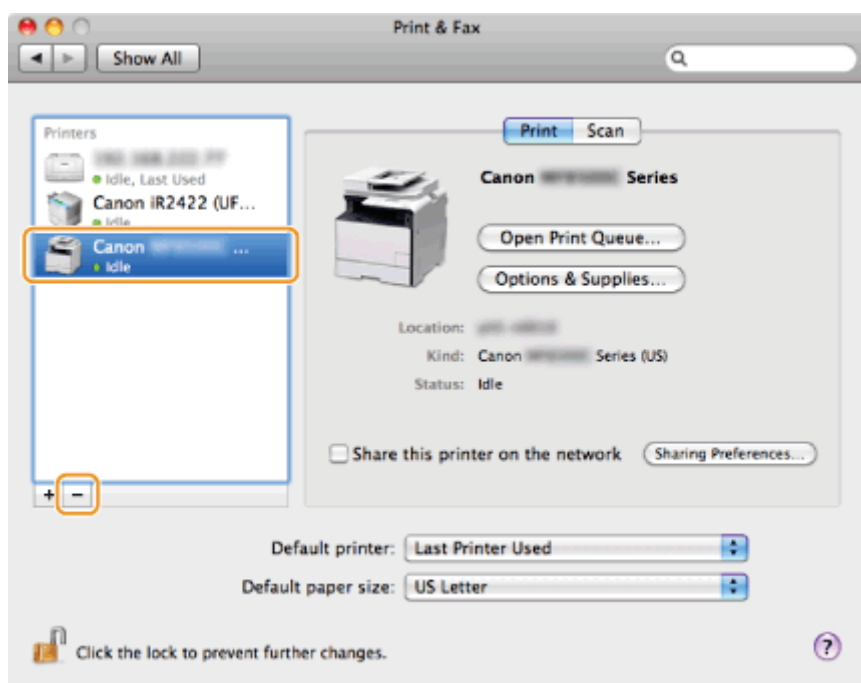 Print & Fax
Show All
Printers
Idle, Last Used
Canon iR2422 (UF...
Idle
Canon ...
Idle
Print Scan
Canon Series
Open Print Queue...
Options & Supplies...
Location:
Kind: Canon Series (US)
Status: Idle
Share this printer on the network Sharing Preferences...
+ −
Default printer: Last Printer Used
Default paper size: US Letter
Click the lock to prevent further changes.
?